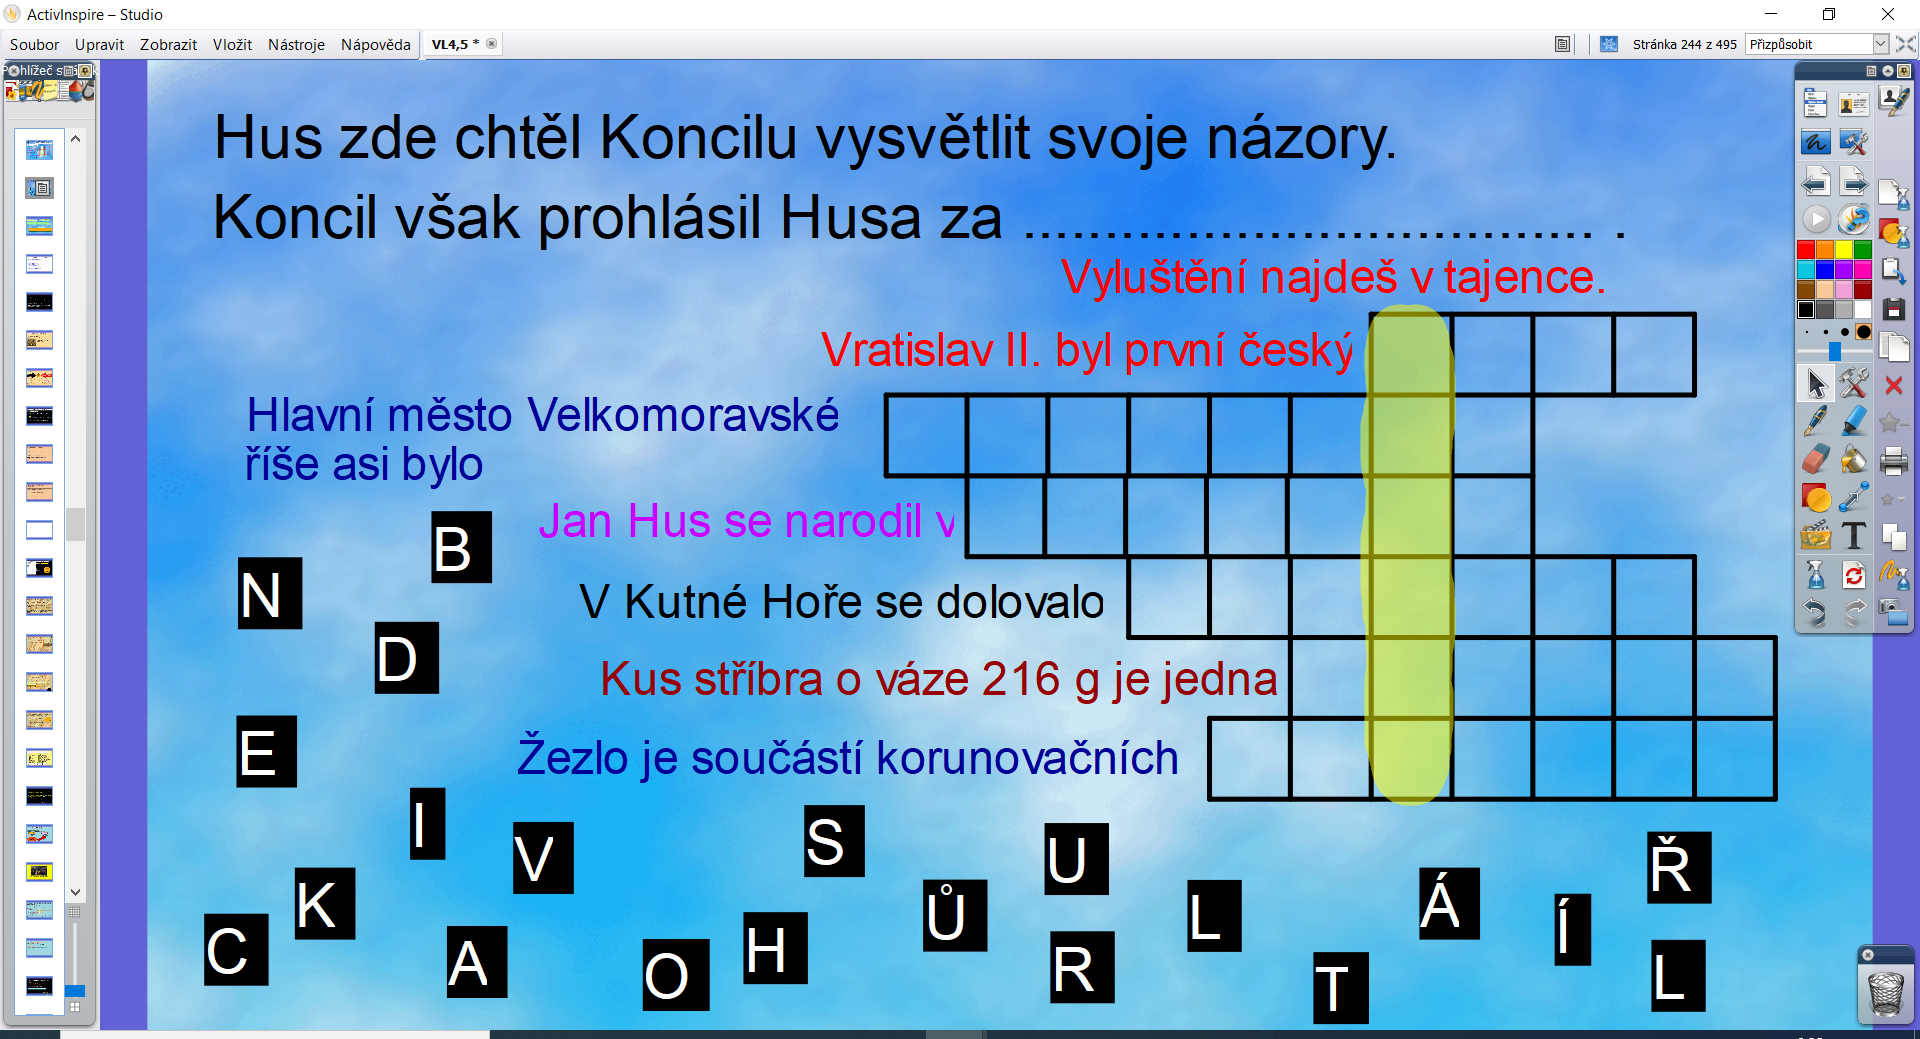 ActivInspire – Studio
Soubor Upravit Zobrazit Vložit Nástroje Nápověda VL4,5 * Stránka 244 z 495 Přizpůsobit
Hus zde chtěl Koncilu vysvětlit svoje názory.
Koncil však prohlásil Husa za .................................. .
Vyluštění najdeš v tajence.
Vratislav II. byl první český
Hlavní město Velkomoravské
říše asi bylo
Jan Hus se narodil v
V Kutné Hoře se dolovalo
Kus stříbra o váze 216 g je jedna
Žezlo je součástí korunovačních
B
N
D
E
I
V
S
U
Ř
K
Ů
L
Á
Í
C
A
O
H
R
T
L